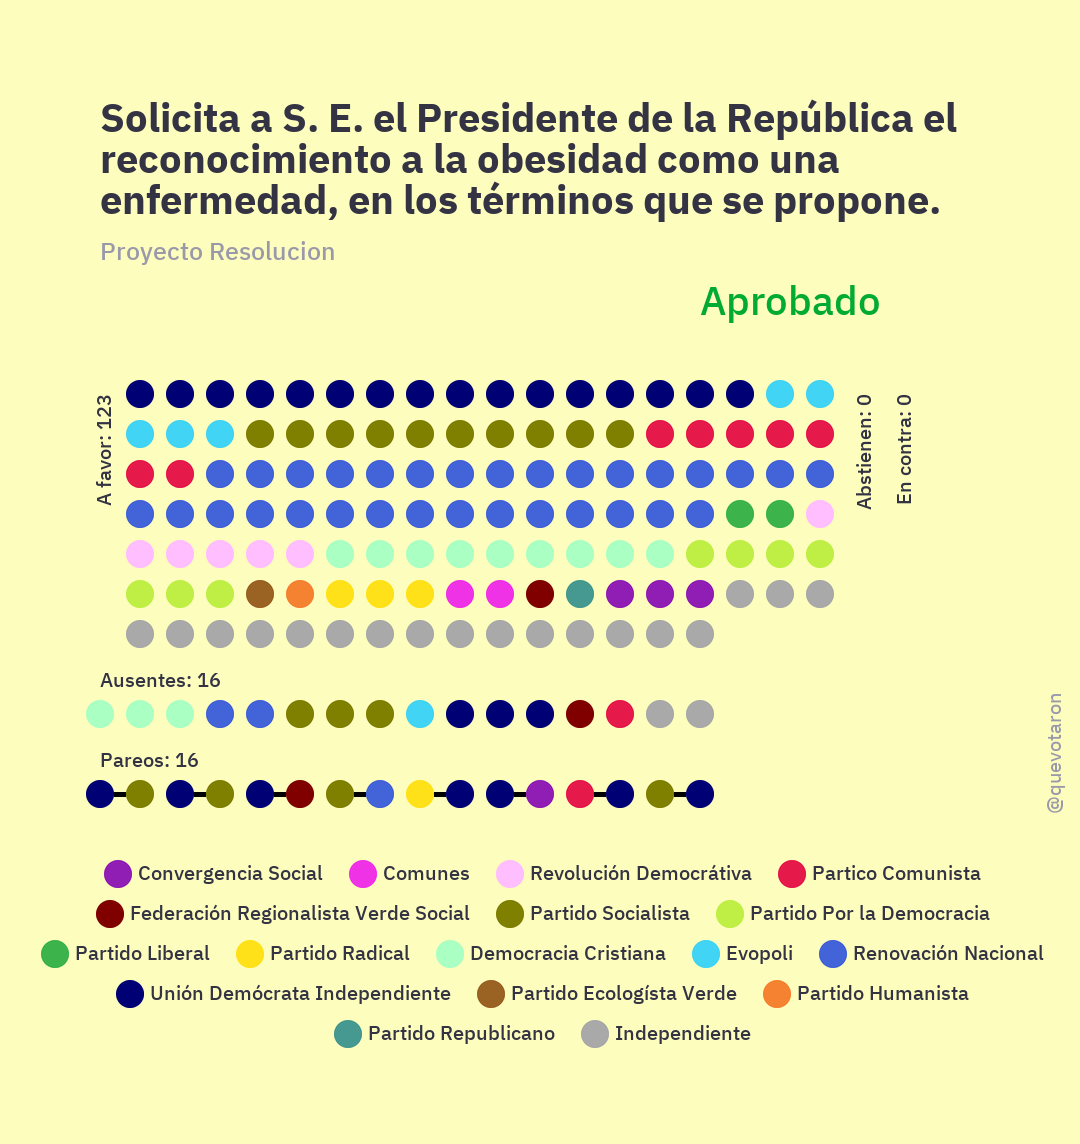 Solicita a S. E. el Presidente de la República el
reconocimiento a la obesidad como una
enfermedad, en los términos que se propone.
Proyecto Resolucion
Aprobado
A favor: 123
Abstienen: 0
En contra: 0
Ausentes: 16
Pareos: 16
@quevotaron
Convergencia Social Comunes Revolución Democrátiva Partico Comunista
Federación Regionalista Verde Social Partido Socialista Partido Por la Democracia
Partido Liberal Partido Radical Democracia Cristiana Evopoli Renovación Nacional
Unión Demócrata Independiente Partido Ecologísta Verde Partido Humanista
Partido Republicano Independiente